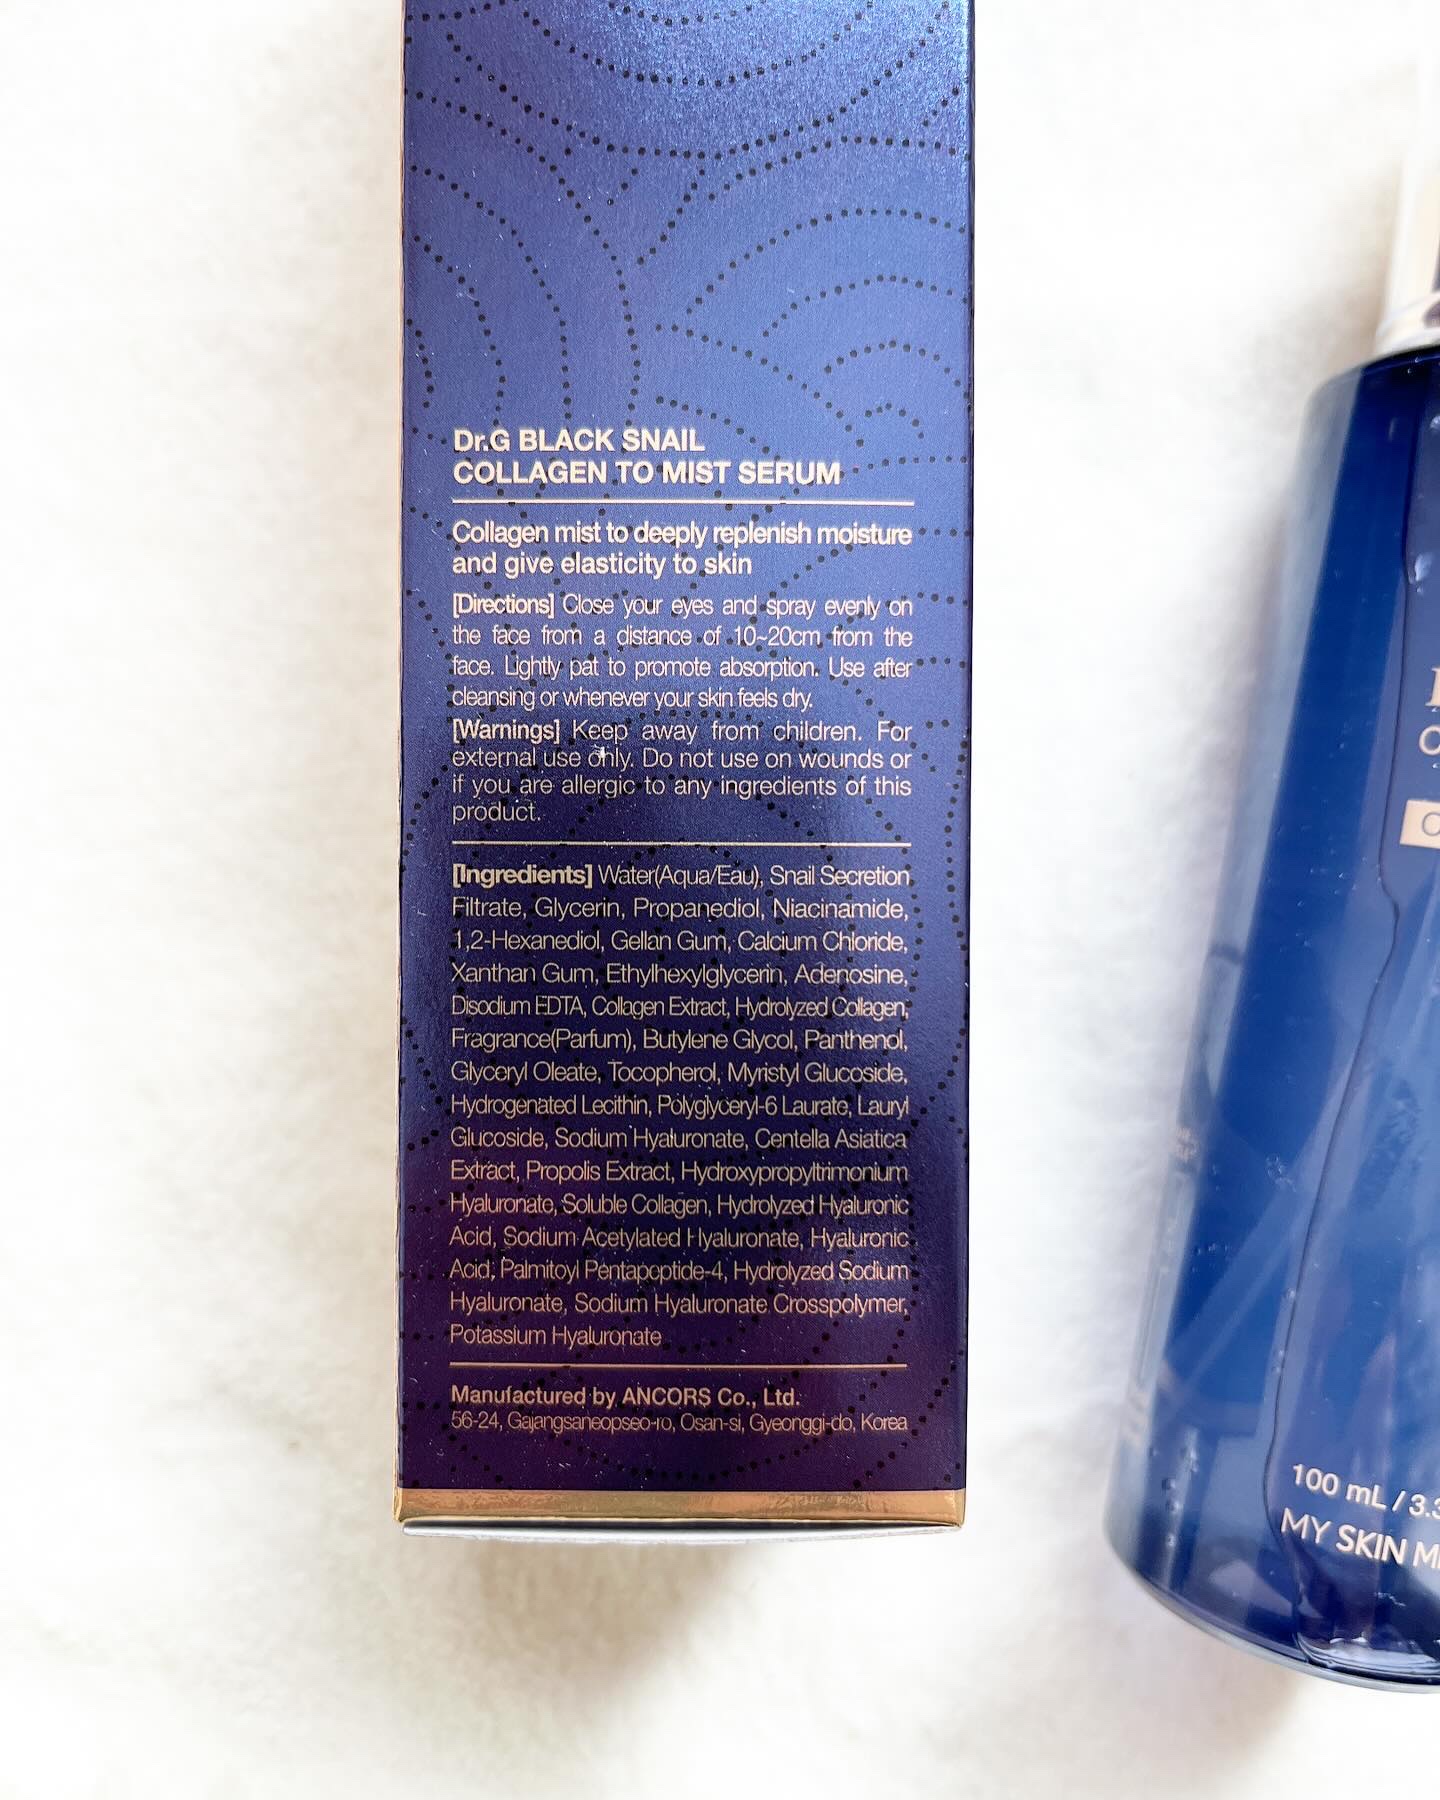 Dr.G BLACK SNAIL
COLLAGEN TO MIST SERUM
Collagen mist to deeply replenish moisture
and give elasticity to skin
[Directions] Close your eyes and spray evenly on
the face from a distance of 10~20cm from the
face. Lightly pat to promote absorption. Use after
cleansing or whenever your skin feels dry.
[Warnings] Keep away from children. For
external use only. Do not use on wounds or
if you are allergic to any ingredients of this
product.
[Ingredients] Water(Aqua/Eau), Snail Secretion
Filtrate, Glycerin, Propanediol, Niacinamide,
1,2-Hexanediol, Gellan Gum, Calcium Chloride,
Xanthan Gum, Ethylhexylglycerin, Adenosine,
Disodium EDTA, Collagen Extract, Hydrolyzed Collagen,
Fragrance(Parfum), Butylene Glycol, Panthenol,
Glyceryl Oleate, Tocopherol, Myristyl Glucoside,
Hydrogenated Lecithin, Polyglyceryl-6 Laurate, Lauryl
Glucoside, Sodium Hyaluronate, Centella Asiatica
Extract, Propolis Extract, Hydroxypropyltrimonium
Hyaluronate, Soluble Collagen, Hydrolyzed Hyaluronic
Acid, Sodium Acetylated Hyaluronate, Hyaluronic
Acid, Palmitoyl Pentapeptide-4, Hydrolyzed Sodium
Hyaluronate, Sodium Hyaluronate Crosspolymer,
Potassium Hyaluronate
Manufactured by ANCORS Co., Ltd.
56-24, Gajangsaneopseo-ro, Osan-si, Gyeonggi-do, Korea
100 mL / 3.3
MY SKIN M